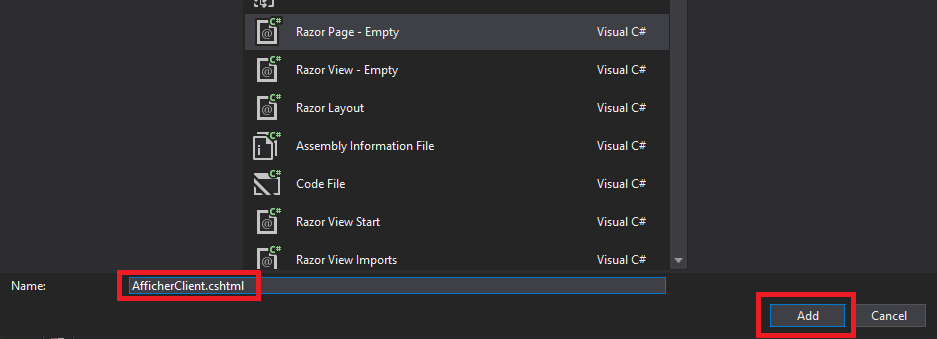 Razor Page - Empty Visual C#
Razor View - Empty Visual C#
Razor Layout Visual C#
Assembly Information File Visual C#
Code File Visual C#
Razor View Start Visual C#
Razor View Imports Visual C#
Name: AfficherClient.cshtml
Add Cancel